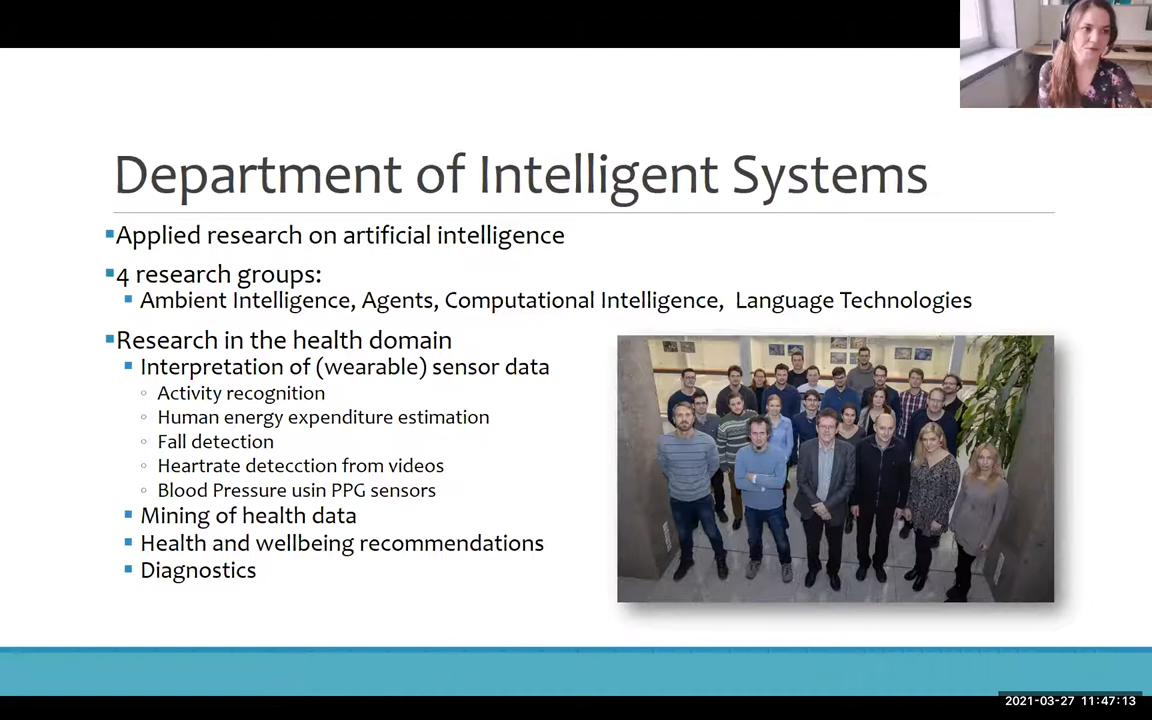 Department of Intelligent Systems
Applied research on artificial intelligence
4 research groups:
Ambient Intelligence, Agents, Computational Intelligence, Language Technologies
Research in the health domain
Interpretation of (wearable) sensor data
Activity recognition
Human energy expenditure estimation
Fall detection
Heartrate detecction from videos
Blood Pressure usin PPG sensors
Mining of health data
Health and wellbeing recommendations
Diagnostics
2021-03-27 11:47:13